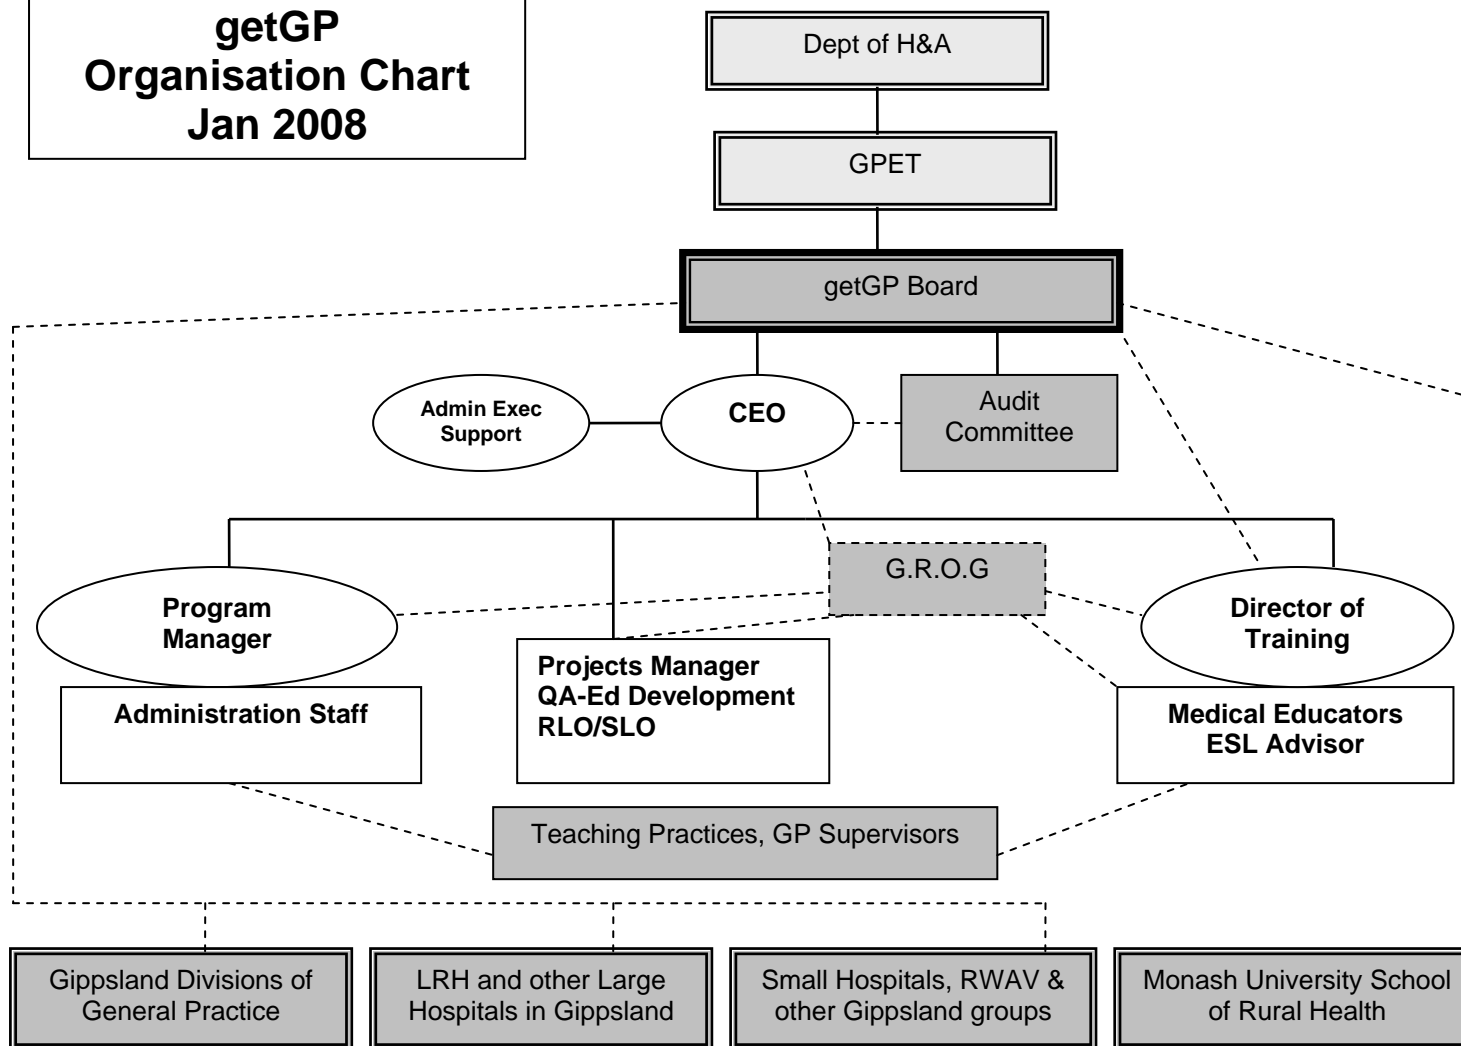 getGP
Organisation Chart
Jan 2008
Dept of H&A
GPET
getGP Board
Admin Exec
Support
CEO
Audit
Committee
G.R.O.G
Program
Manager
Director of
Training
Projects Manager
QA-Ed Development
RLO/SLO
Administration Staff
Medical Educators
ESL Advisor
Teaching Practices, GP Supervisors
Gippsland Divisions of
General Practice
LRH and other Large
Hospitals in Gippsland
Small Hospitals, RWAV &
other Gippsland groups
Monash University School
of Rural Health